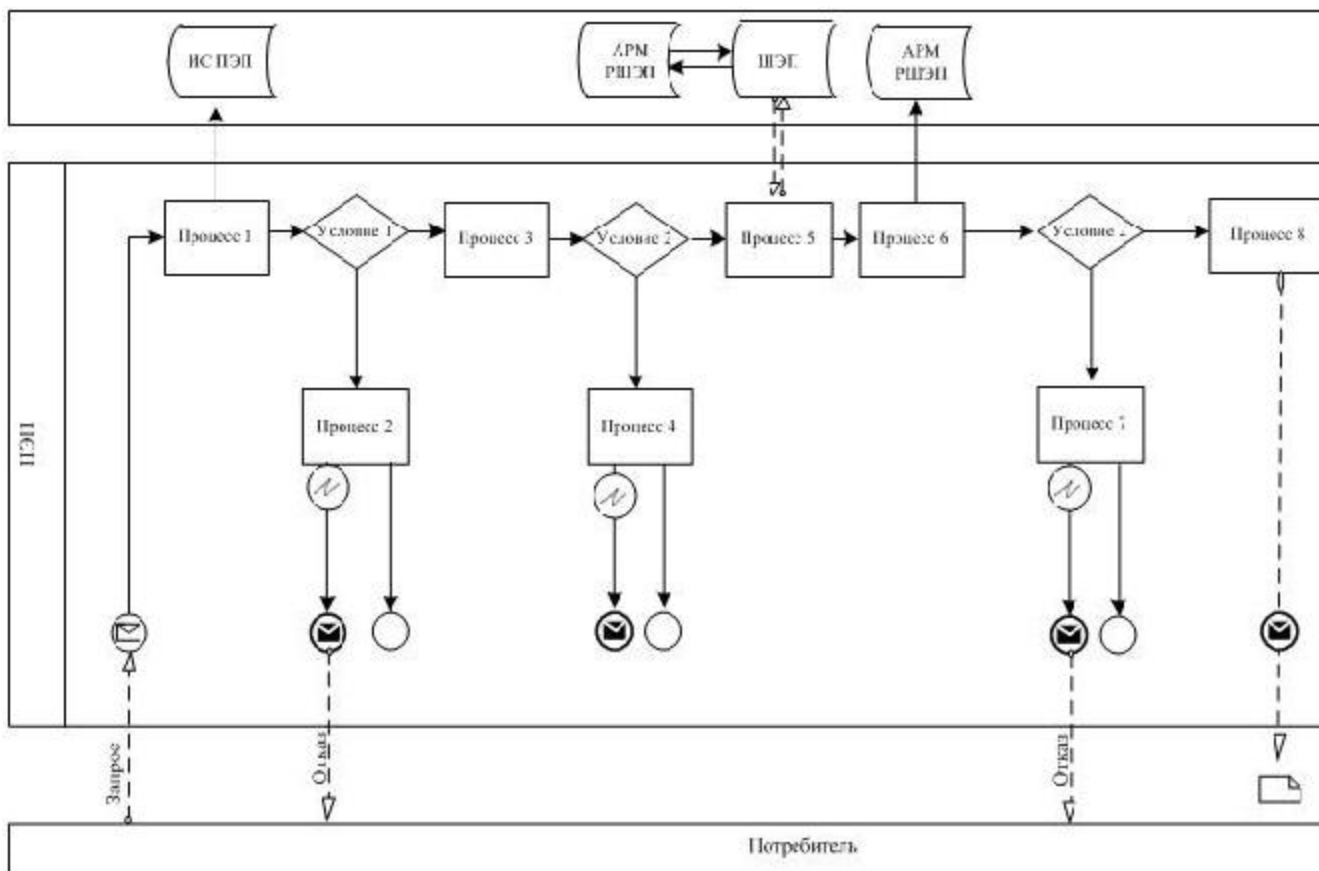 ИС ПЭП
АРМ
РШЭП
ШЭП
АРМ
РШЭП
Процесс 1
Условие 1
Процесс 3
Условие 2
Процесс 5
Процесс 6
Условие
Процесс 8
Процесс 2
Процесс 4
Процесс 7
ПЭП
Запрос
Отказ
Отказ
Потребитель